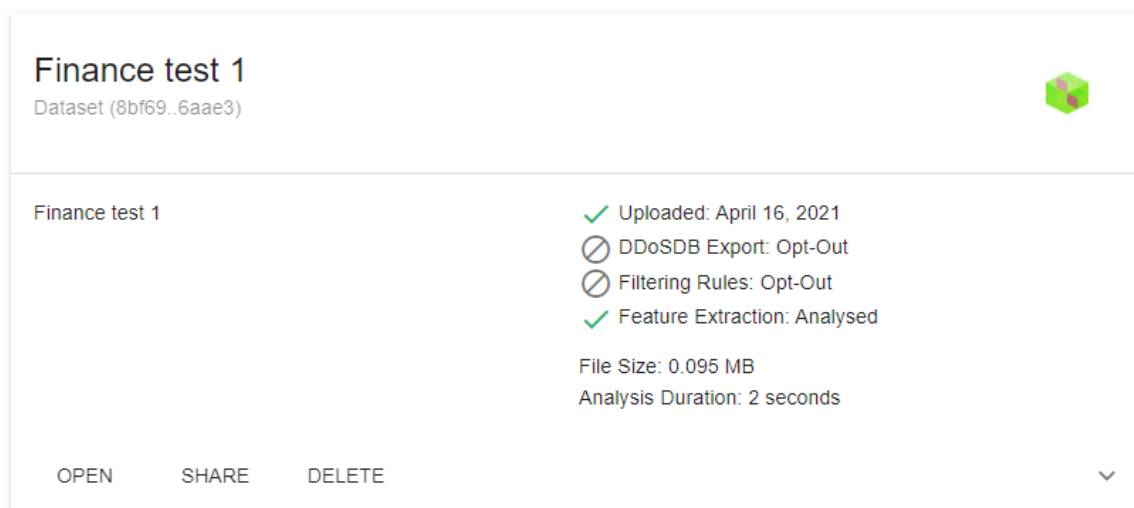 Finance test 1
Dataset (8bf69..6aae3)
Finance test 1
Uploaded: April 16, 2021
DDoSDB Export: Opt-Out
Filtering Rules: Opt-Out
Feature Extraction: Analysed
File Size: 0.095 MB
Analysis Duration: 2 seconds
OPEN SHARE DELETE